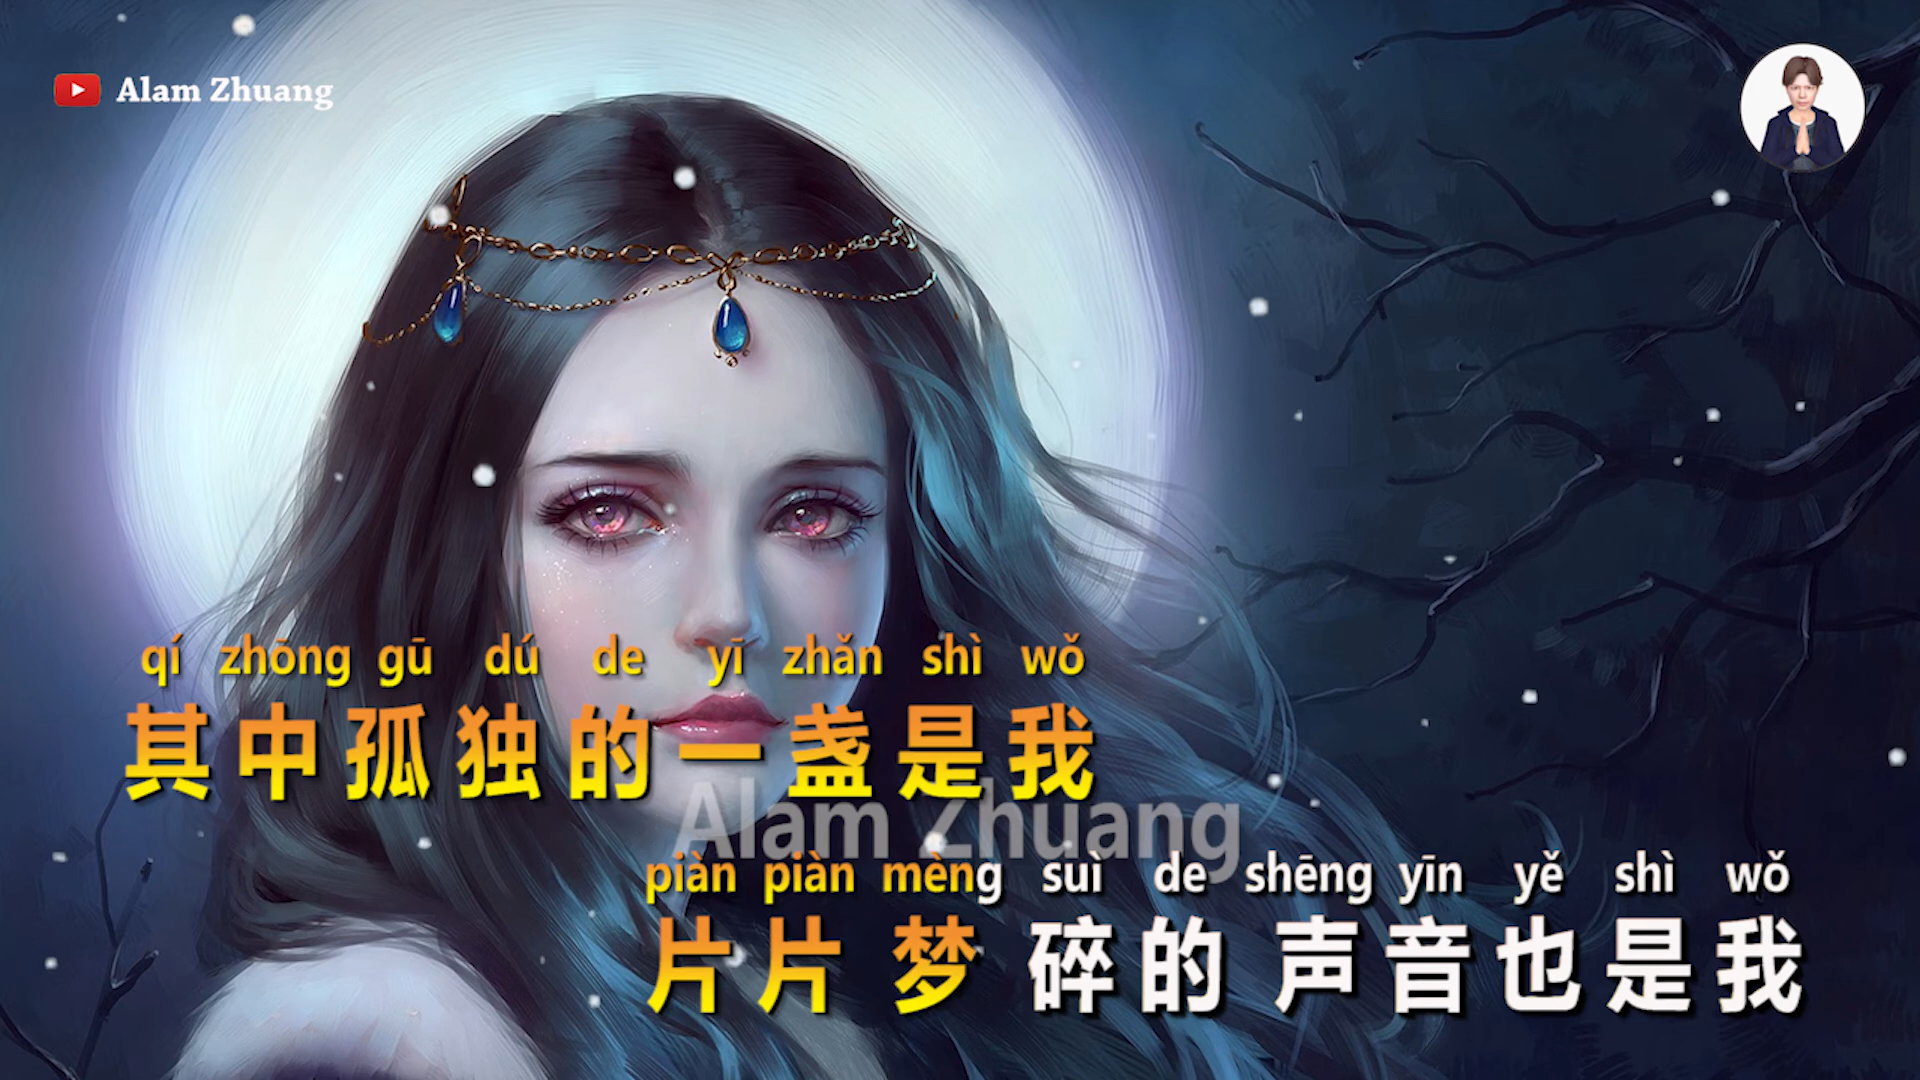 Alam Zhuang
qí zhōng gū dú de yī zhǎn shì wǒ
其中孤独的一盏是我
Alam Zhuang
piàn piàn mèng suì de shēng yīn yě shì wǒ
片片 梦 碎的 声音也是我